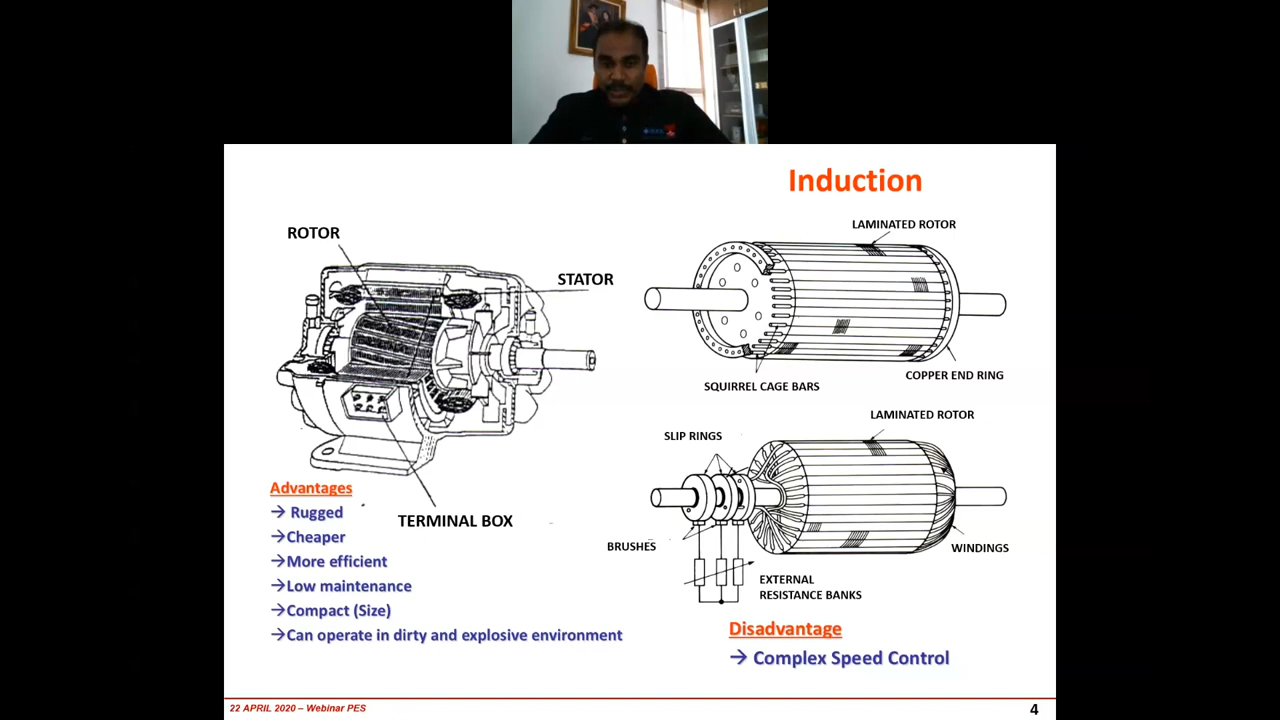 Induction
ROTOR
STATOR
TERMINAL BOX
LAMINATED ROTOR
SQUIRREL CAGE BARS
COPPER END RING
LAMINATED ROTOR
SLIP RINGS
BRUSHES
WINDINGS
EXTERNAL
RESISTANCE BANKS
Advantages
→ Rugged
→Cheaper
→More efficient
→Low maintenance
→Compact (Size)
→Can operate in dirty and explosive environment
Disadvantage
→ Complex Speed Control
22 APRIL 2020 – Webinar PES
4